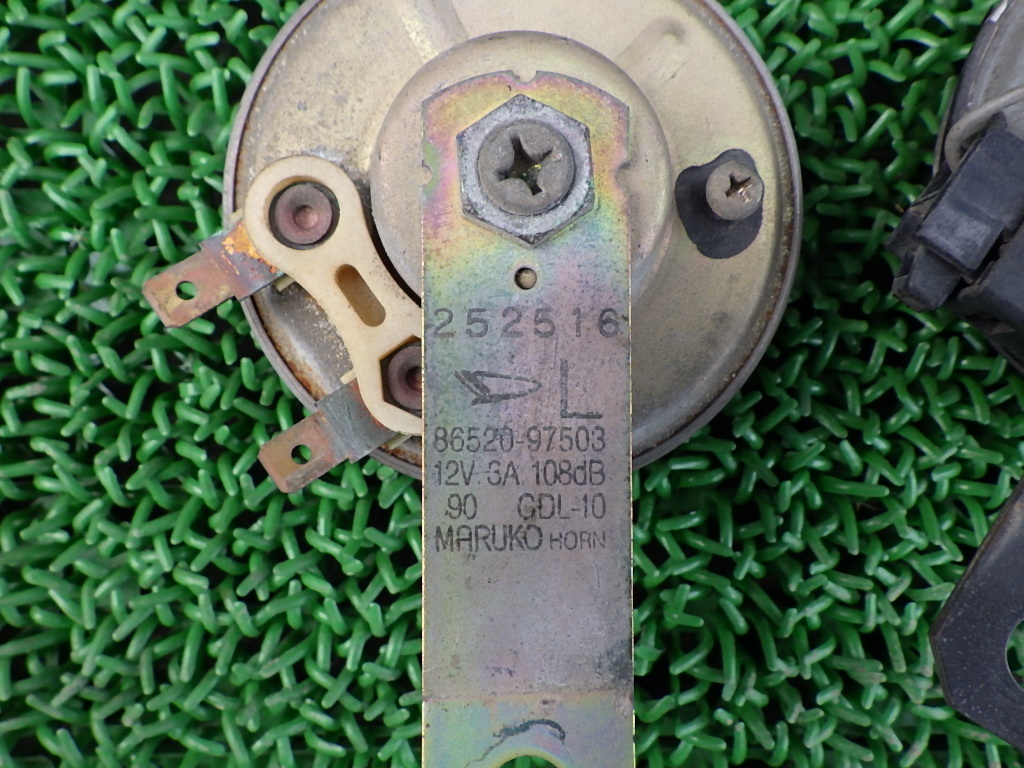 252516
L
86520-97503
12V 3A 108dB
90 GDL-10
MARUKO HORN